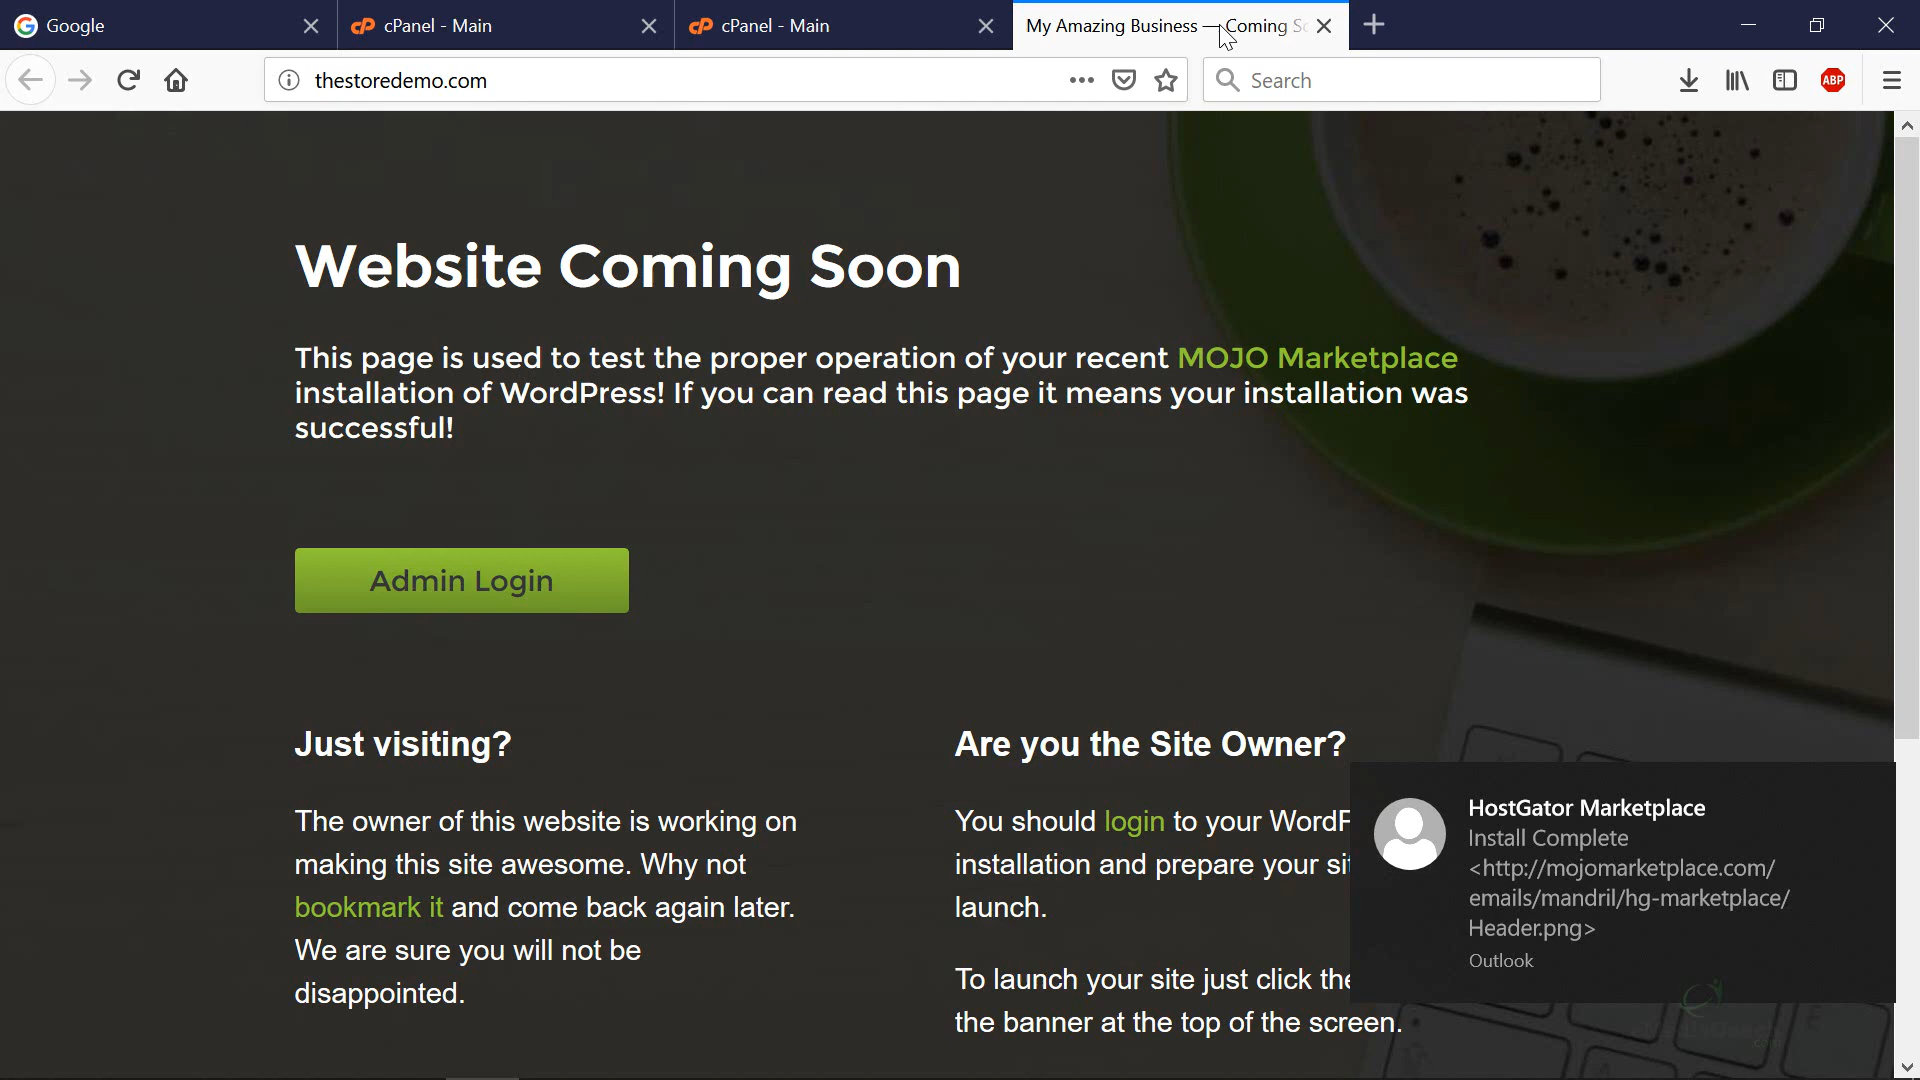 Google
cPanel - Main
cPanel - Main
My Amazing Business — Coming
thestoredemo.com
Search
ABP
Website Coming Soon
This page is used to test the proper operation of your recent MOJO Marketplace
installation of WordPress! If you can read this page it means your installation was
successful!
Admin Login
Just visiting?
The owner of this website is working on
making this site awesome. Why not
bookmark it and come back again later.
We are sure you will not be
disappointed.
Are you the Site Owner?
You should login to your
installation and prepare your
launch.
To launch your site just click
the banner at the top of the screen.
HostGator Marketplace
Install Complete
<http://mojomarketplace.com/
emails/mandril/hg-marketplace/
Header.png>
Outlook